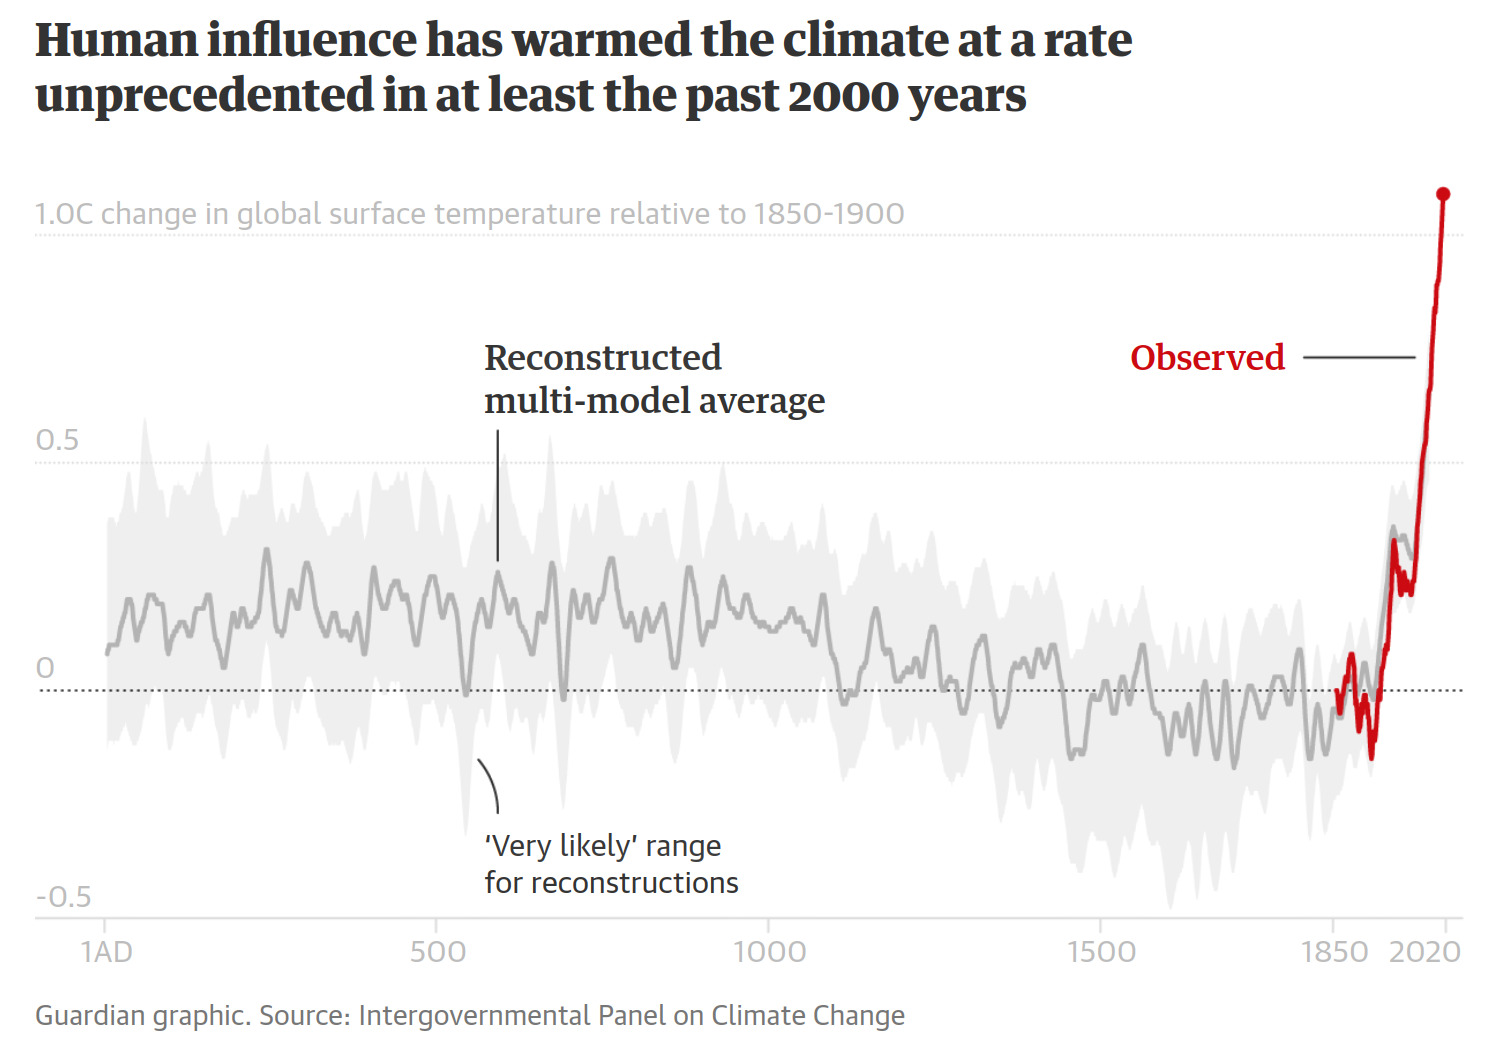 Human influence has warmed the climate at a rate
unprecedented in at least the past 2000 years
1.0C change in global surface temperature relative to 1850-1900
Reconstructed
multi-model average
Observed
0.5
0
‘Very likely’ range
for reconstructions
-0.5
1AD 500 1000 1500 1850 2020
Guardian graphic. Source: Intergovernmental Panel on Climate Change